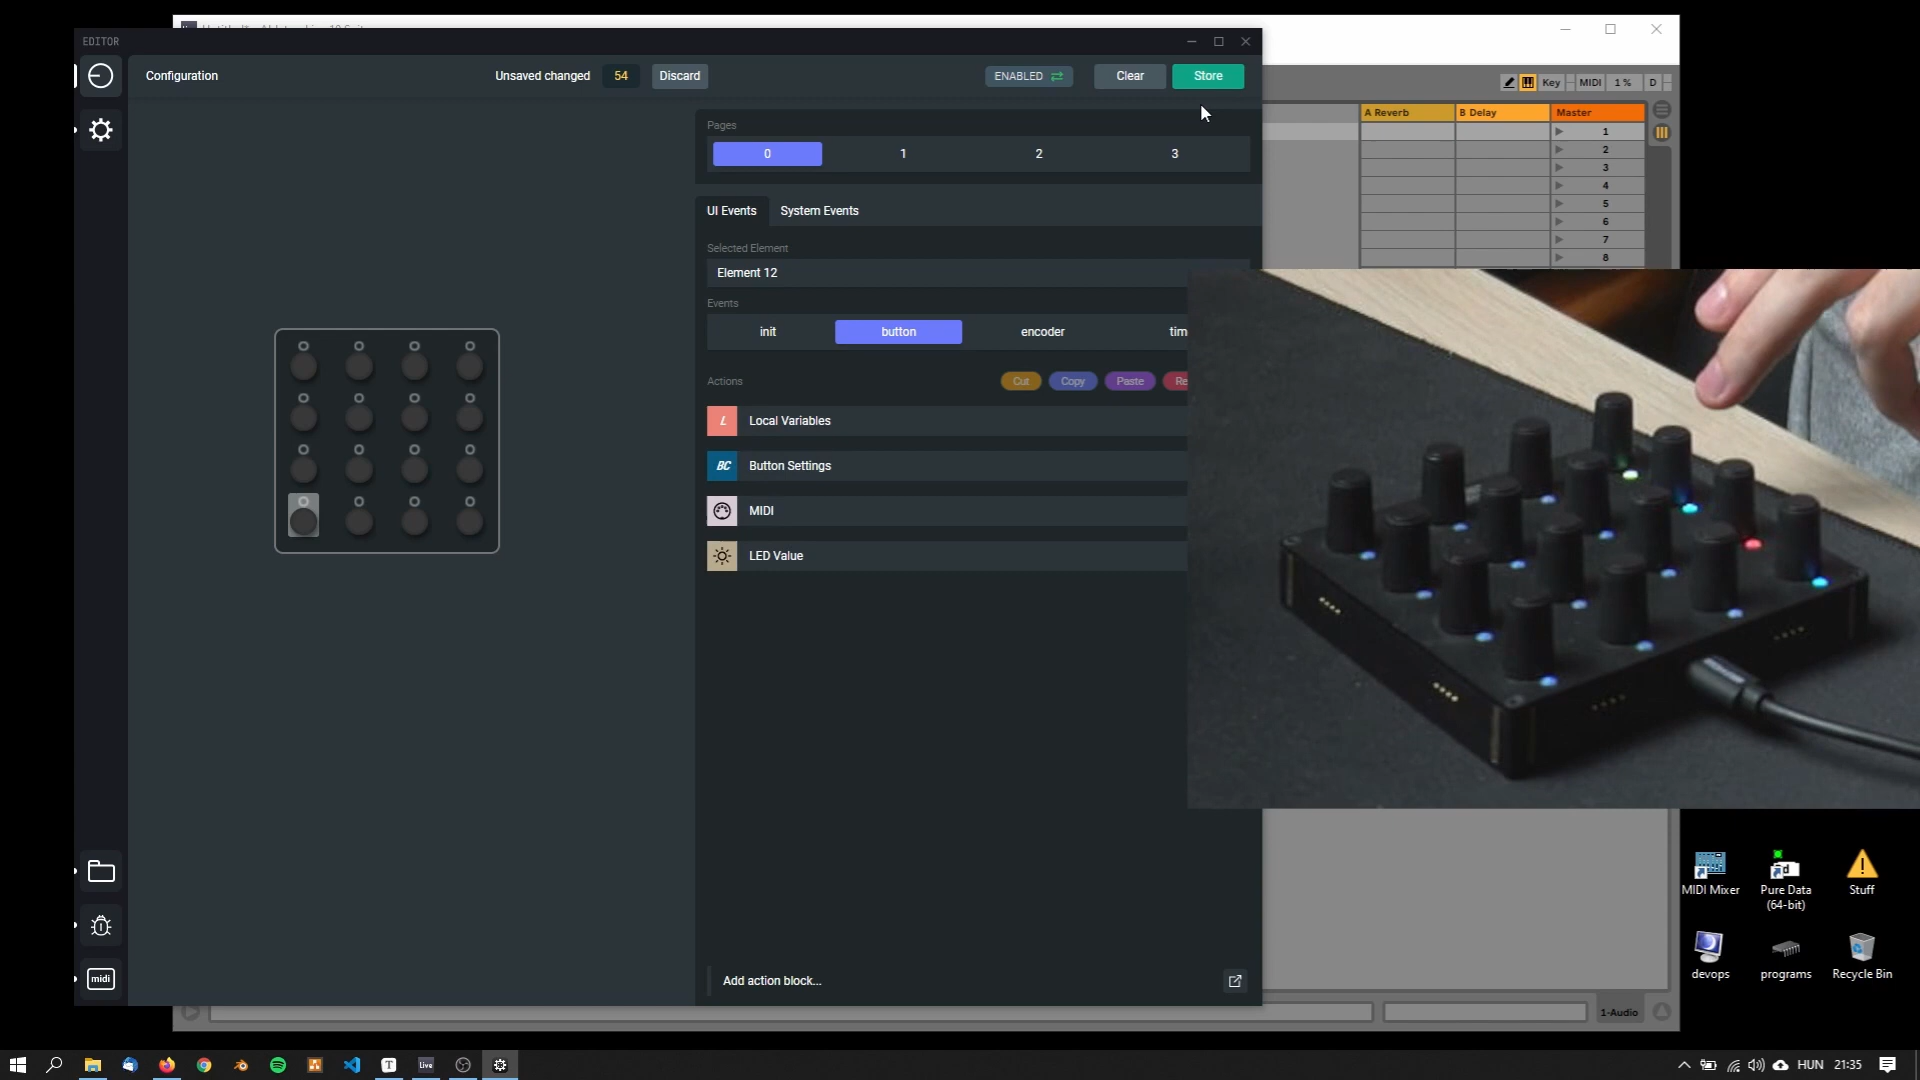 EDITOR
Configuration
Unsaved changed 54 Discard
ENABLED Clear Store
Pages
0 1 2 3
UI Events System Events
Selected Element
Element 12
Events
init button encoder tim
Actions Cut Copy Paste Re
L Local Variables
BC Button Settings
MIDI
LED Value
Add action block...
midi
Key MIDI 1 % D
A Reverb B Delay Master
1
2
3
4
5
6
7
8
1-Audio
MIDI Mixer
Pure Data
(64-bit)
Stuff
devops
programs
Recycle Bin
T
live
HUN 21:35